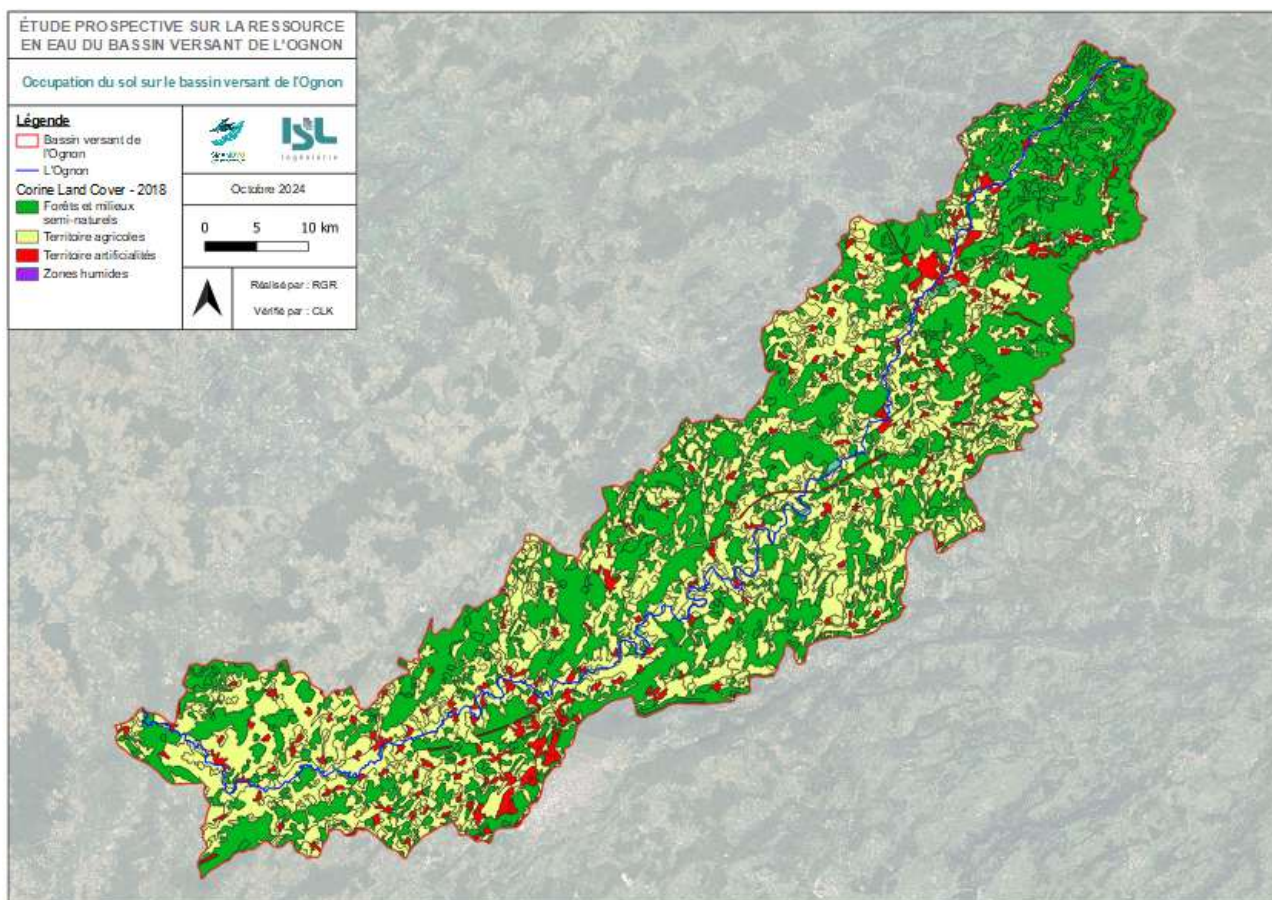 ÉTUDE PROSPECTIVE SUR LA RESSOURCE
EN EAU DU BASSIN VERSANT DE L'OGNON
Occupation du sol sur le bassin versant de l'Ognon
Légende
Bassin versant de
l'Ognon
L'Ognon
Corine Land Cover - 2018
Forêts et milieux
semi-naturels
Territoire agricoles
Territoire artificialités
Zones humides
ISL
Ingénierie
Octobre 2024
0 5 10 km
Réalisé par : RGR
Vérifié par : CLK